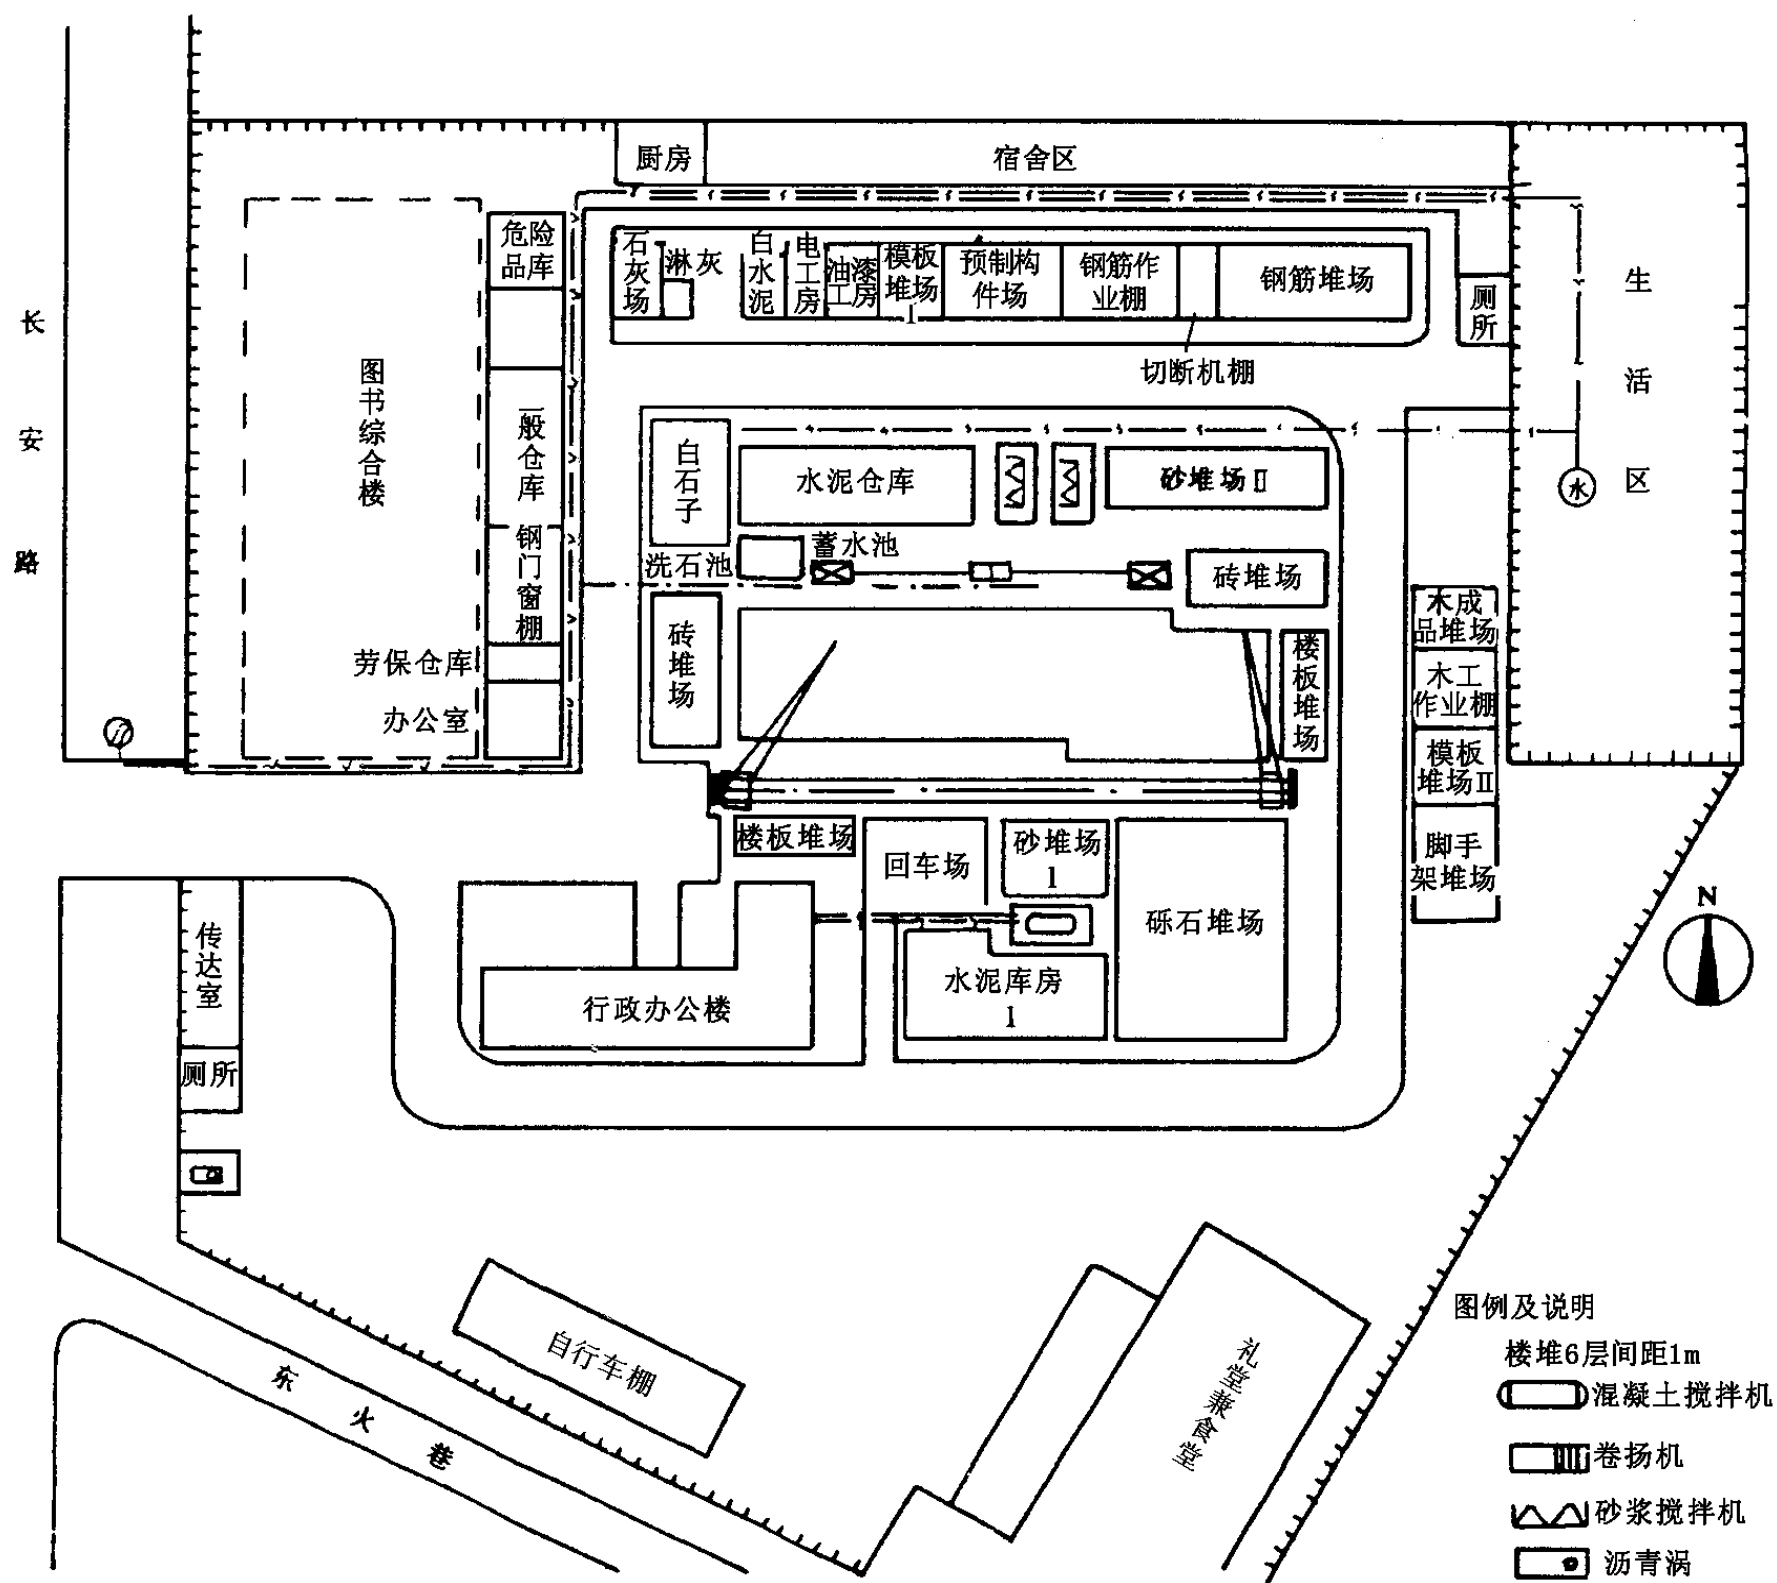 厨房
宿舍区
危险
品库
石灰场
淋灰
白水泥
电工房
油漆
工房
模板
堆场
1
预制构
件场
钢筋作
业棚
钢筋堆场
厕所
切断机棚
生活区
长安路
图书综合楼
一般仓库
钢门窗棚
劳保仓库
办公室
白石子
水泥仓库
砂堆场Ⅱ
水
洗石池
蓄水池
砖堆场
砖堆场
楼板堆场
木成
品堆场
木工
作业棚
模板
堆场Ⅱ
脚手
架堆场
楼板堆场
回车场
砂堆场
1
砾石堆场
N
传达室
厕所
行政办公楼
水泥库房
1
自行车棚
礼堂兼食堂
东火巷
图例及说明
楼堆6层间距1m
混凝土搅拌机
卷扬机
砂浆搅拌机
沥青涡